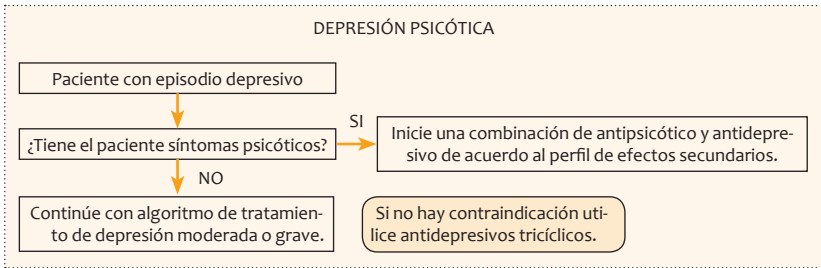 DEPRESIÓN PSICÓTICA
Paciente con episodio depresivo
¿Tiene el paciente síntomas psicóticos?
SI
Inicie una combinación de antipsicótico y antidepre-
sivo de acuerdo al perfil de efectos secundarios.
NO
Continúe con algoritmo de tratamien-
to de depresión moderada o grave.
Si no hay contraindicación uti-
lice antidepresivos tricíclicos.